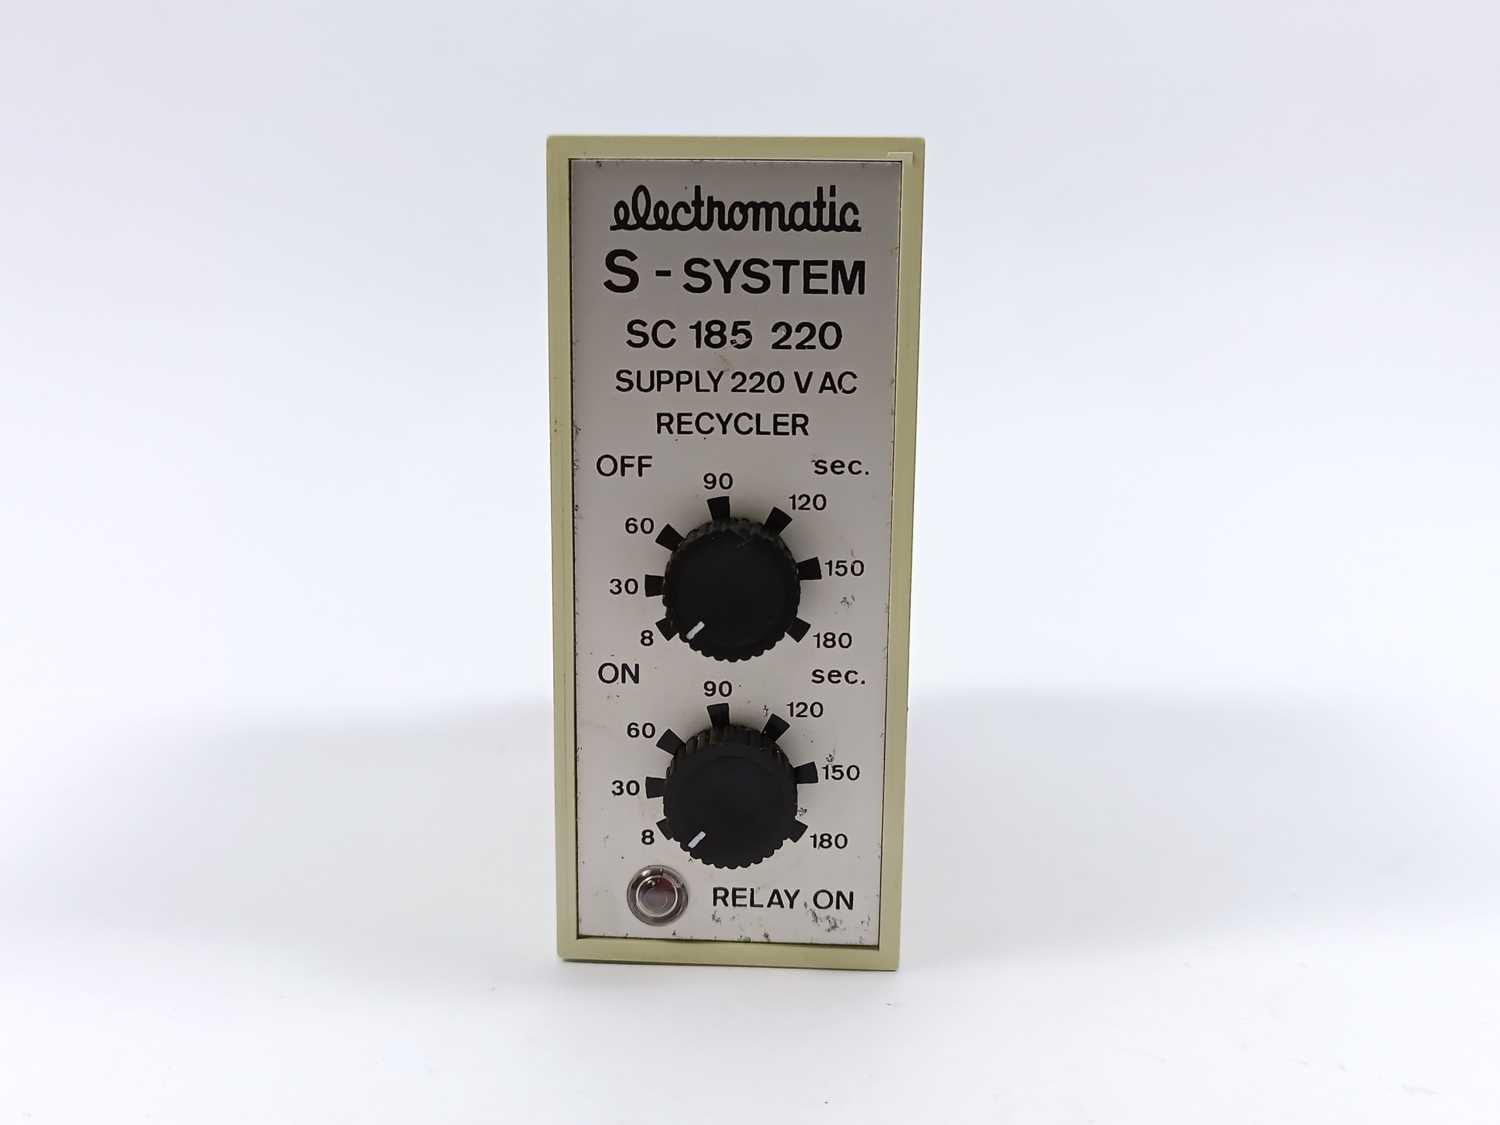 electromatic
S - SYSTEM
SC 185 220
SUPPLY 220 V AC
RECYCLER
OFF sec.
90
120
60
150
30
8
180
ON sec.
90
120
60
150
30
8
180
RELAY ON